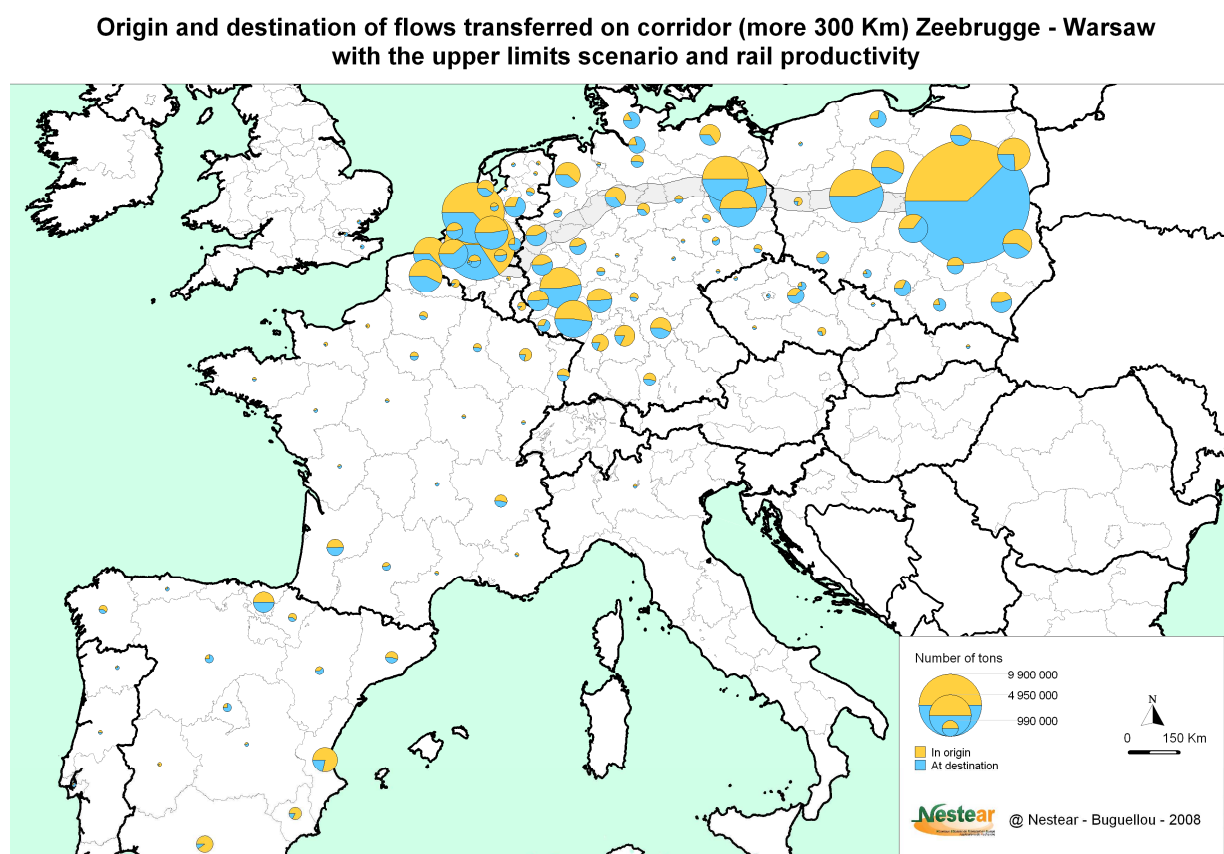 Origin and destination of flows transferred on corridor (more 300 Km) Zeebrugge - Warsaw
with the upper limits scenario and rail productivity
Number of tons
9 900 000
4 950 000
990 000
In origin
At destination
N
0 150 Km
Nestear
@ Nestear - Buguellou - 2008